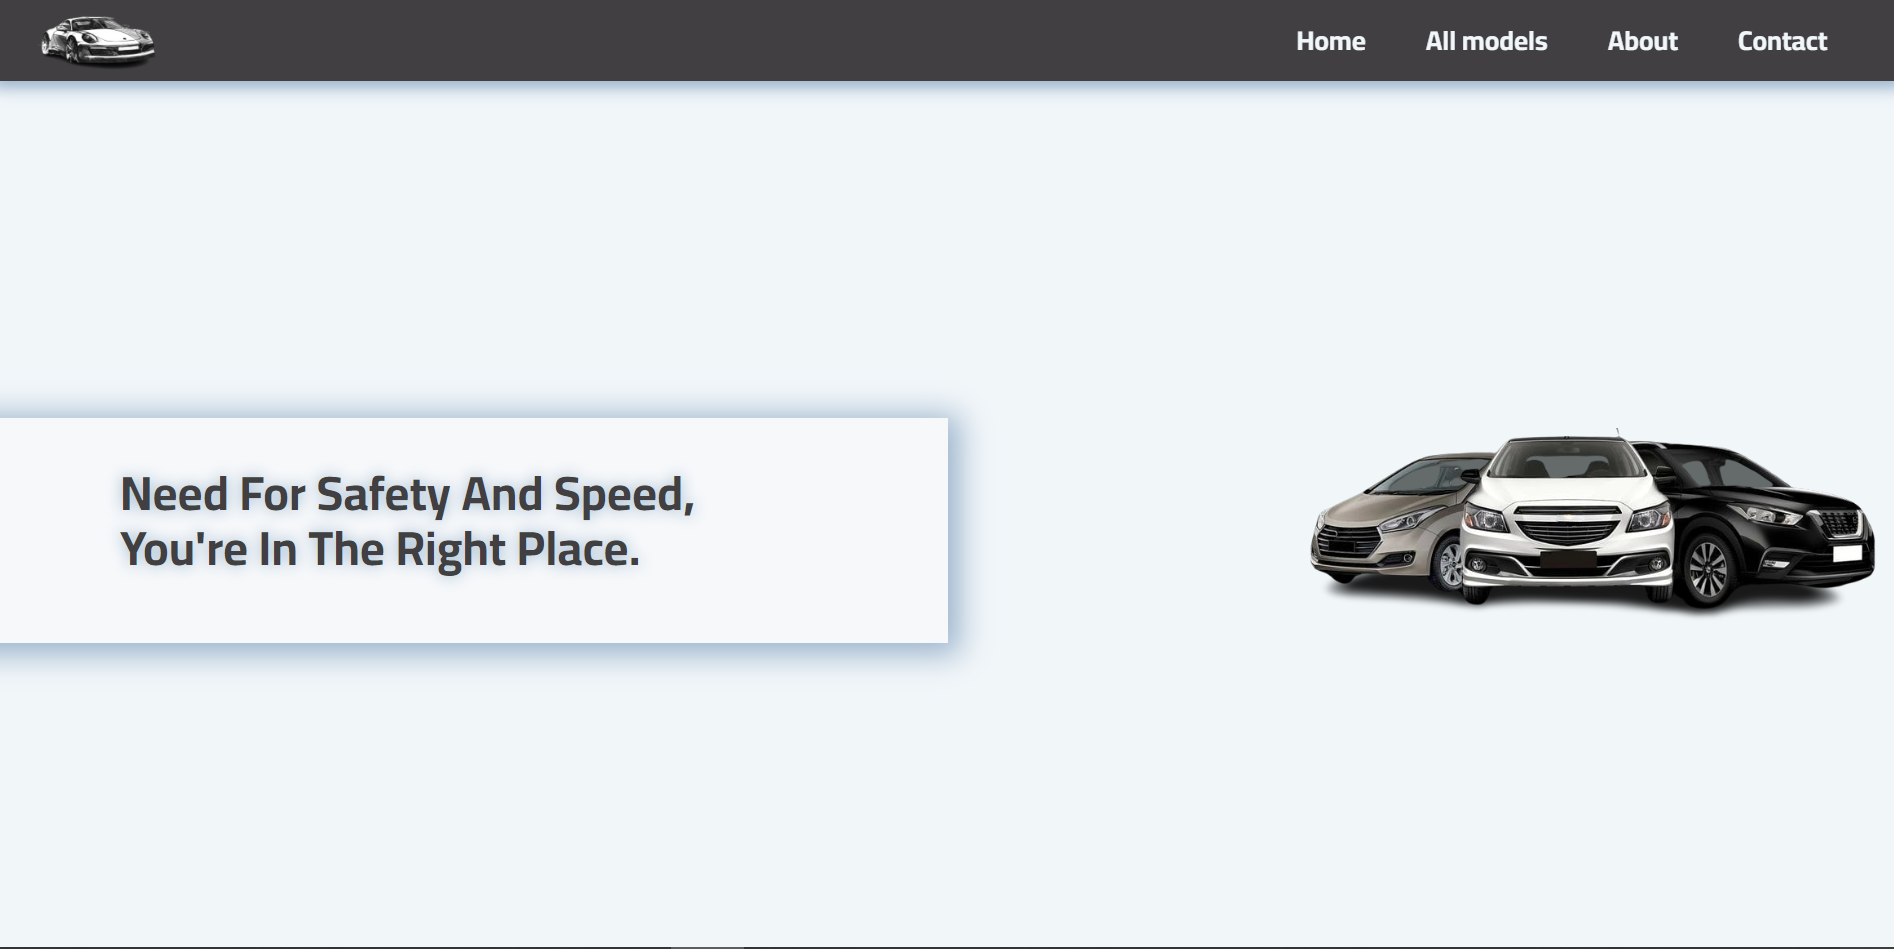 Home
All models
About
Contact
Need For Safety And Speed,
You're In The Right Place.